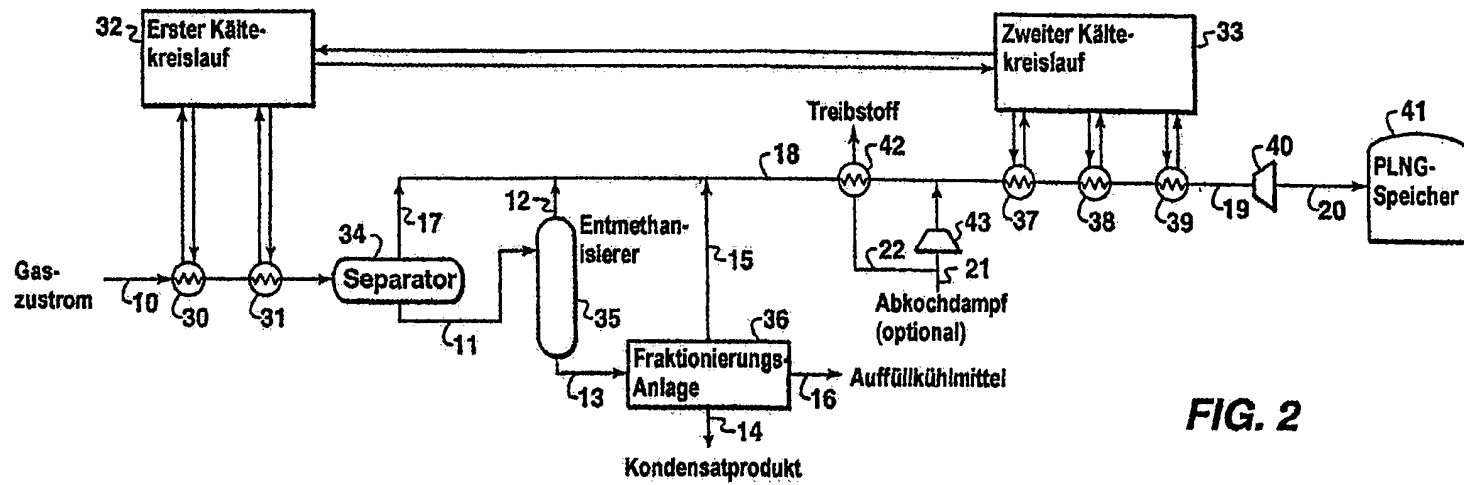 32
Erster Kälte-
kreislauf
Zweiter Kälte-
kreislauf
33
Treibstoff
42
41
40
PLNG-
Speicher
18
12
17
34
Entmethan-
isierer
15
43
37
38
39
19
20
22
21
Gas-
zustrom
10
30
31
Separator
11
35
Abkochdampf
(optional)
36
Fraktionierungs-
Anlage
13
16
Auffüllkühlmittel
14
Kondensatprodukt
FIG. 2